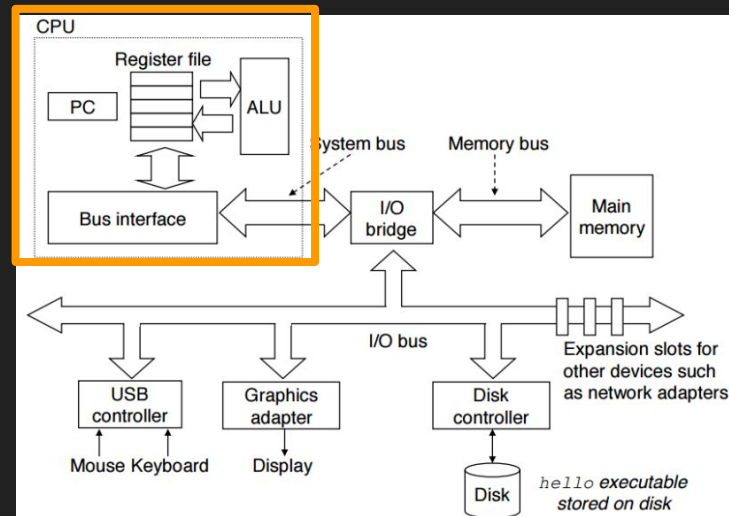 CPU
Register file
PC
ALU
System bus
Memory bus
Bus interface
I/O
bridge
Main
memory
I/O bus
Expansion slots for
other devices such
as network adapters
USB
controller
Graphics
adapter
Disk
controller
Mouse Keyboard
Display
Disk
hello executable
stored on disk